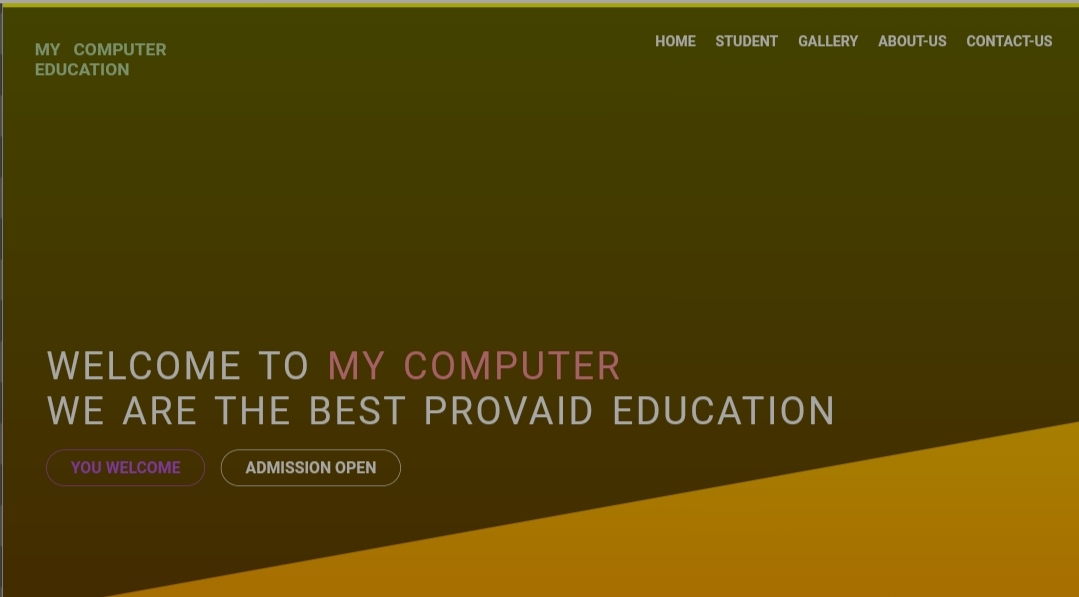 MY COMPUTER
EDUCATION
HOME STUDENT GALLERY ABOUT-US CONTACT-US
WELCOME TO MY COMPUTER
WE ARE THE BEST PROVAID EDUCATION
YOU WELCOME ADMISSION OPEN